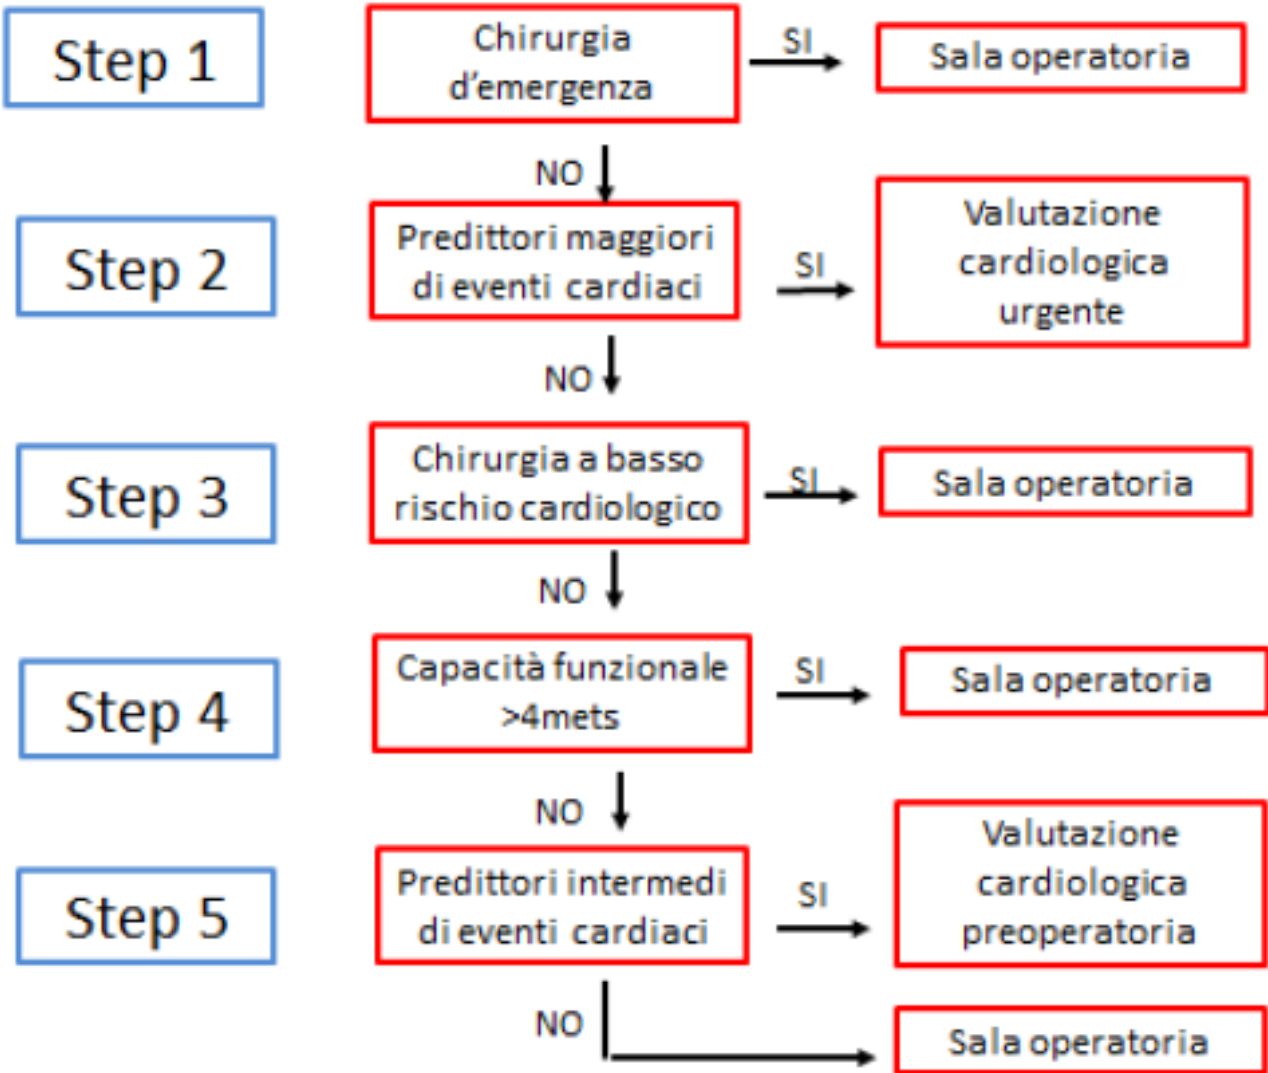 Step 1
Chirurgia
d'emergenza
SI
Sala operatoria
NO
Step 2
Predittori maggiori
di eventi cardiaci
SI
Valutazione
cardiologica
urgente
NO
Step 3
Chirurgia a basso
rischio cardiologico
SI
Sala operatoria
NO
Step 4
Capacità funzionale
>4mets
SI
Sala operatoria
NO
Step 5
Predittori intermedi
di eventi cardiaci
SI
Valutazione
cardiologica
preoperatoria
NO
Sala operatoria